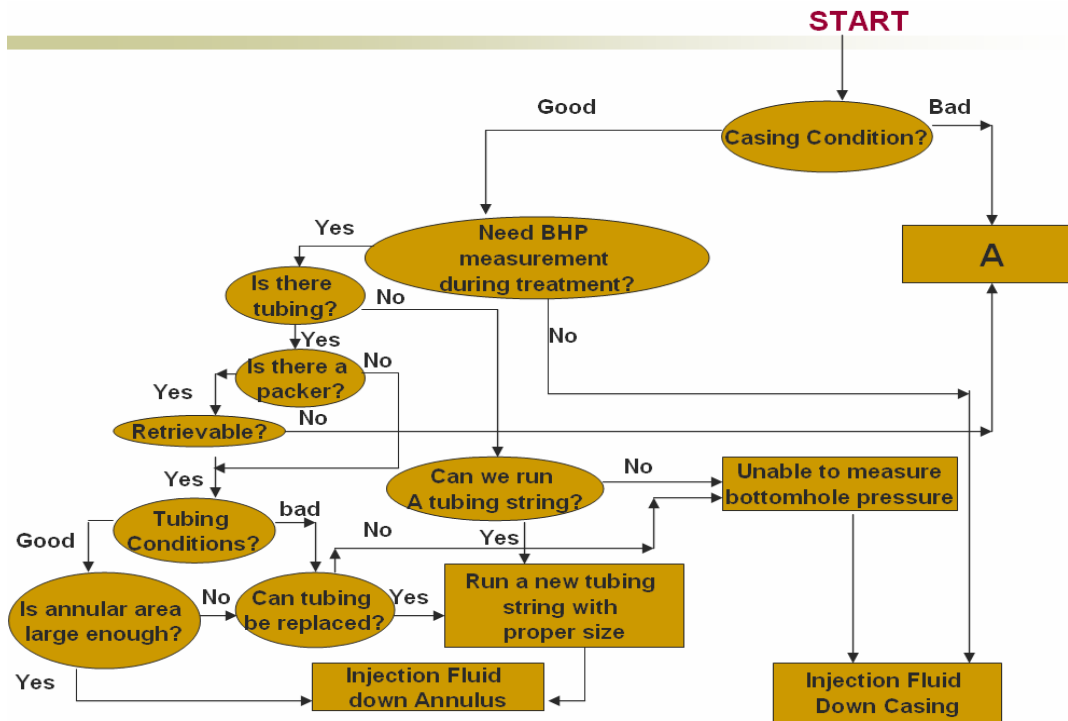 START
Good
Bad
Casing Condition?
Yes
Need BHP
measurement
during treatment?
A
Is there
tubing?
No
Yes
No
Is there a
packer?
No
Yes
Retrievable?
No
Yes
Can we run
A tubing string?
No
Unable to measure
bottomhole pressure
Tubing
Conditions?
bad
Good
No
Yes
Is annular area
large enough?
No
Can tubing
be replaced?
Yes
Run a new tubing
string with
proper size
Yes
Injection Fluid
down Annulus
Injection Fluid
Down Casing